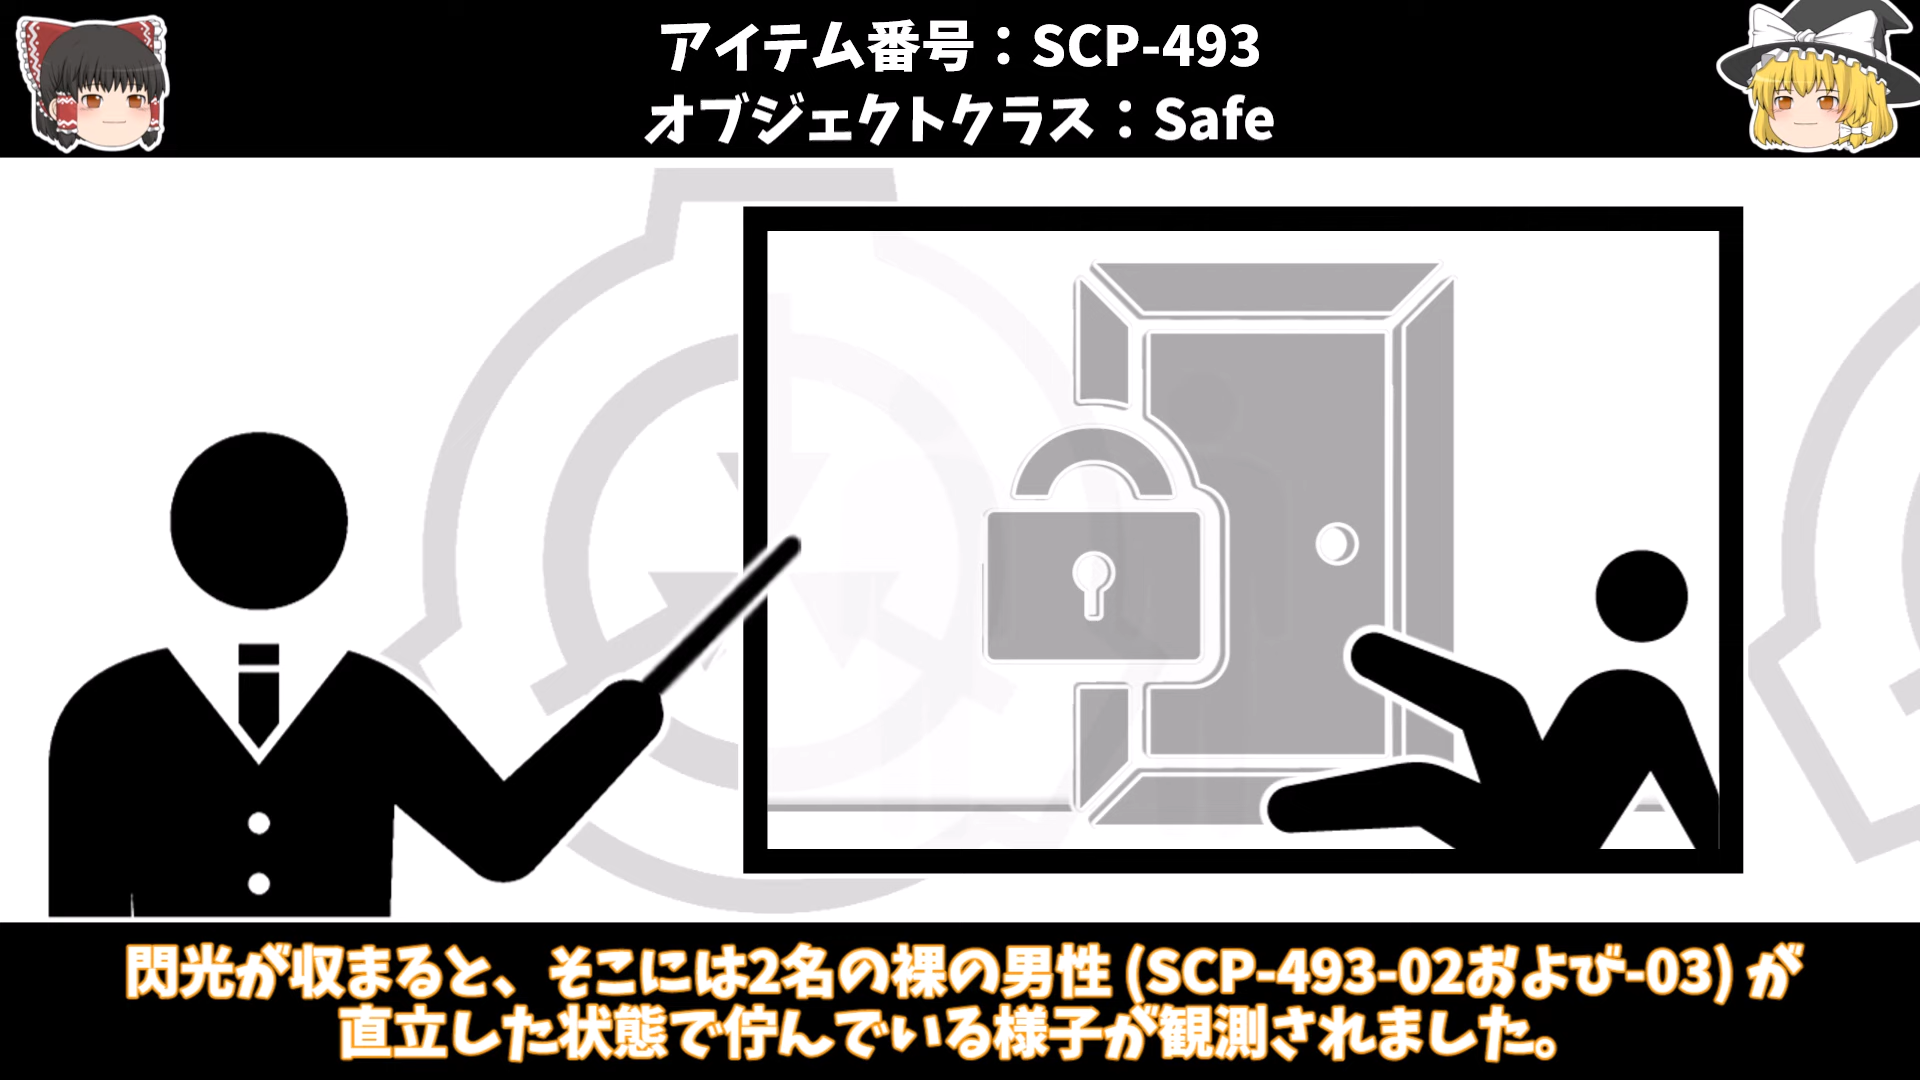 アイテム番号：SCP-493
オブジェクトクラス：Safe
閃光が収まると、そこには2名の裸の男性 (SCP-493-02および-03) が
直立した状態で佇んでいる様子が観測されました。